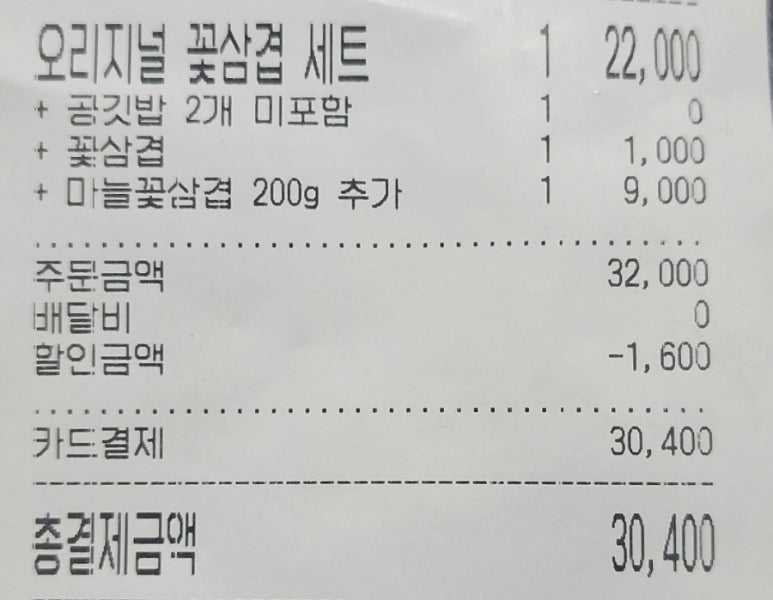 오리지널 꽃삼겹 세트 1 22,000
+ 공깃밥 2개 미포함 1 0
+ 꽃삼겹 1 1,000
+ 마늘꽃삼겹 200g 추가 1 9,000
주문금액 32,000
배달비 0
할인금액 -1,600
카드결제 30,400
총결제금액 30,400